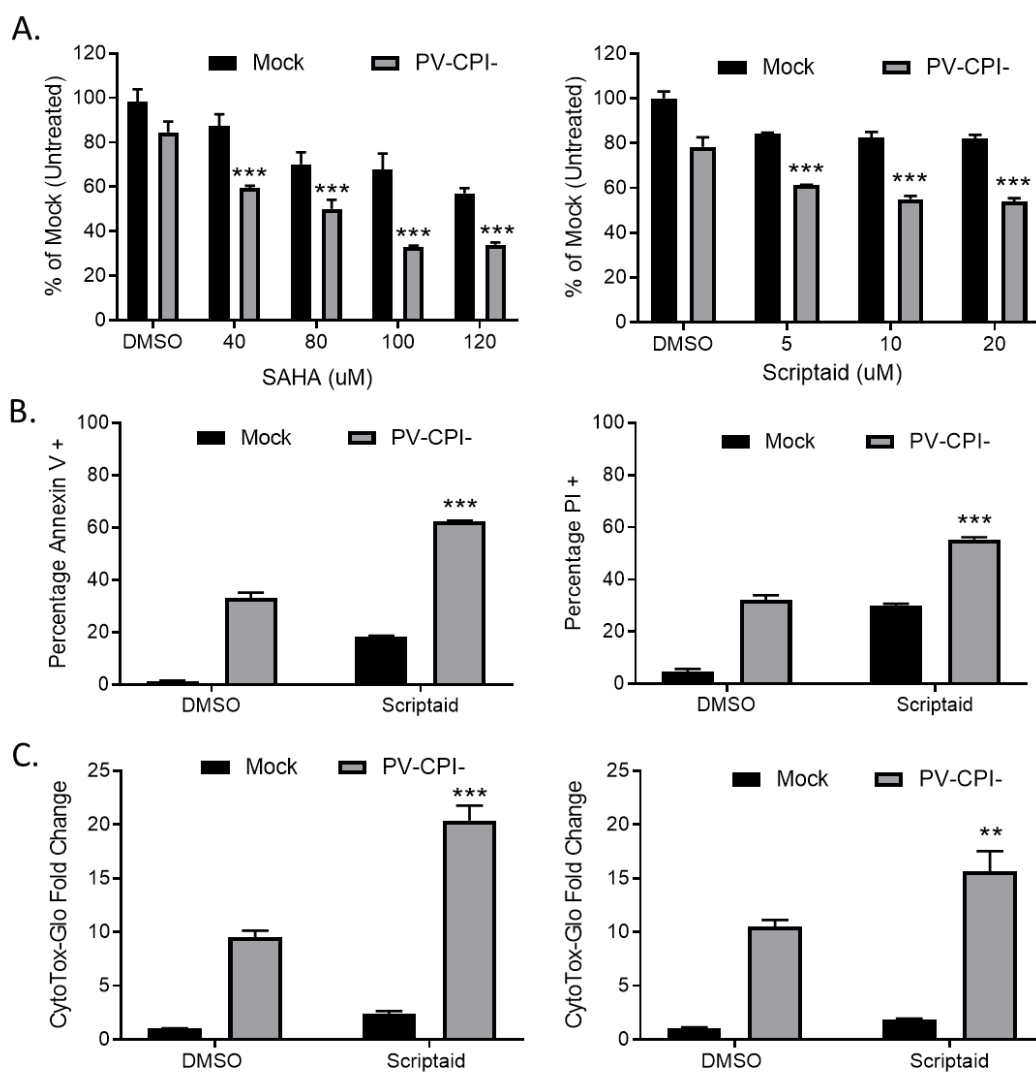 A.
120
100
80
60
40
20
0
% of Mock (Untreated)
Mock PV-CPI-
*** *** *** ***
DMSO 40 80 100 120
SAHA (uM)
120
100
80
60
40
20
0
% of Mock (Untreated)
Mock PV-CPI-
*** *** ***
DMSO 5 10 20
Scriptaid (uM)
B.
100
80
60
40
20
0
Percentage Annexin V +
Mock PV-CPI-
***
DMSO Scriptaid
100
80
60
40
20
0
Percentage PI +
Mock PV-CPI-
***
DMSO Scriptaid
C.
25
20
15
10
5
0
CytoTox-Glo Fold Change
Mock PV-CPI-
***
DMSO Scriptaid
25
20
15
10
5
0
CytoTox-Glo Fold Change
Mock PV-CPI-
**
DMSO Scriptaid